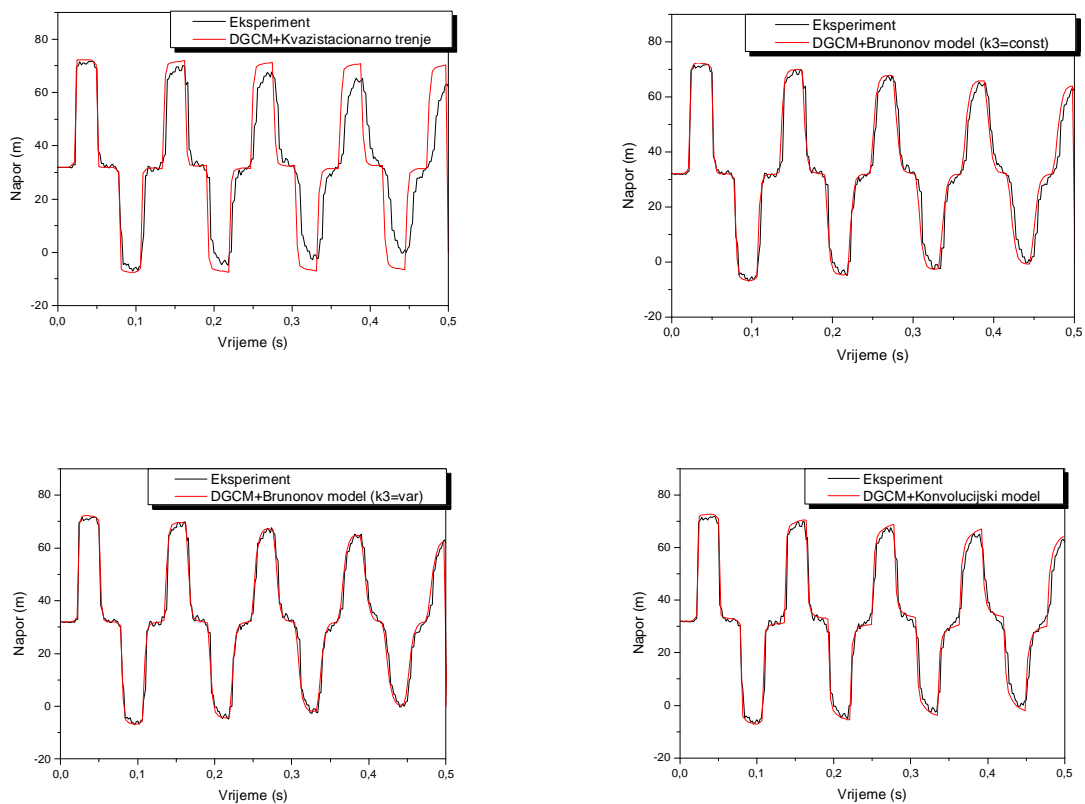 Eksperiment
DGCM+Kvazistacionarno trenje
80
60
40
20
0
-20
0,0 0,1 0,2 0,3 0,4 0,5
Napor (m)
Vrijeme (s)
Eksperiment
DGCM+Brunonov model (k3=const)
80
60
40
20
0
-20
0,0 0,1 0,2 0,3 0,4 0,5
Napor (m)
Vrijeme (s)
Eksperiment
DGCM+Brunonov model (k3=var)
80
60
40
20
0
-20
0,0 0,1 0,2 0,3 0,4 0,5
Napor (m)
Vrijeme (s)
Eksperiment
DGCM+Konvolucijski model
80
60
40
20
0
-20
0,0 0,1 0,2 0,3 0,4 0,5
Napor (m)
Vrijeme (s)